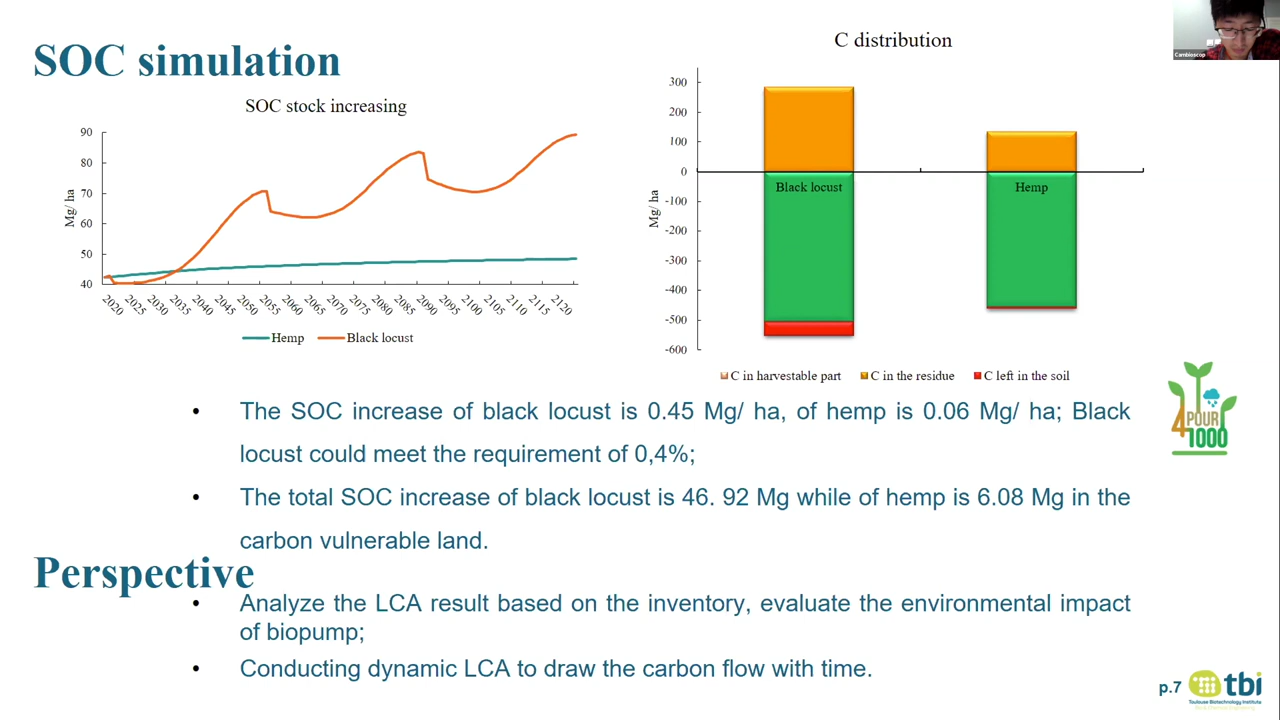 SOC simulation
SOC stock increasing
90
80
70
60
50
40
Mg/ ha
2020
2025
2030
2035
2040
2045
2050
2055
2060
2065
2070
2075
2080
2085
2090
2095
2100
2105
2110
2115
2120
Hemp
Black locust
C distribution
300
200
100
0
-100
-200
-300
-400
-500
-600
Mg/ ha
Black locust
Hemp
C in harvestable part
C in the residue
C left in the soil
Cambioscop
• The SOC increase of black locust is 0.45 Mg/ ha, of hemp is 0.06 Mg/ ha; Black
locust could meet the requirement of 0,4%;
• The total SOC increase of black locust is 46. 92 Mg while of hemp is 6.08 Mg in the
carbon vulnerable land.
4
POUR
1000
Perspective
• Analyze the LCA result based on the inventory, evaluate the environmental impact
of biopump;
• Conducting dynamic LCA to draw the carbon flow with time.
p.7
tbi
Toulouse Biotechnology Institute